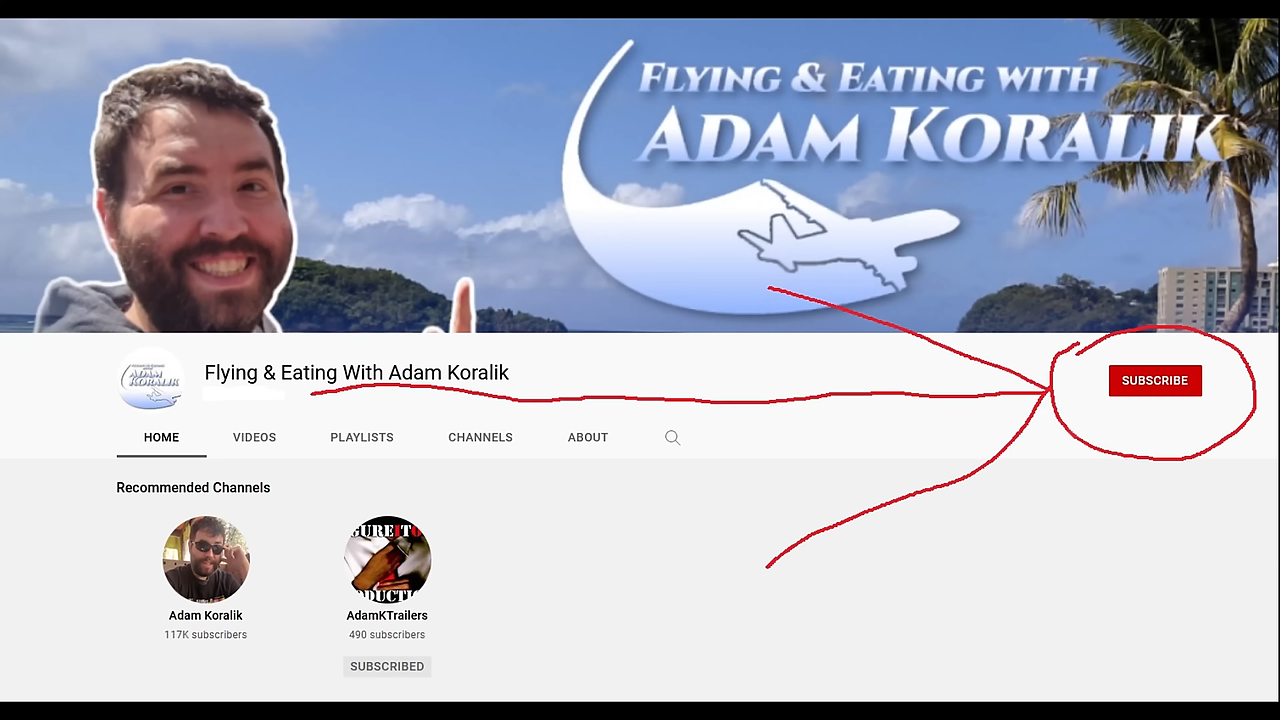 FLYING & EATING WITH
ADAM KORALIK
Flying & Eating With Adam Koralik
SUBSCRIBE
HOME VIDEOS PLAYLISTS CHANNELS ABOUT
Recommended Channels
Adam Koralik
117K subscribers
AdamKTrailers
490 subscribers
SUBSCRIBED